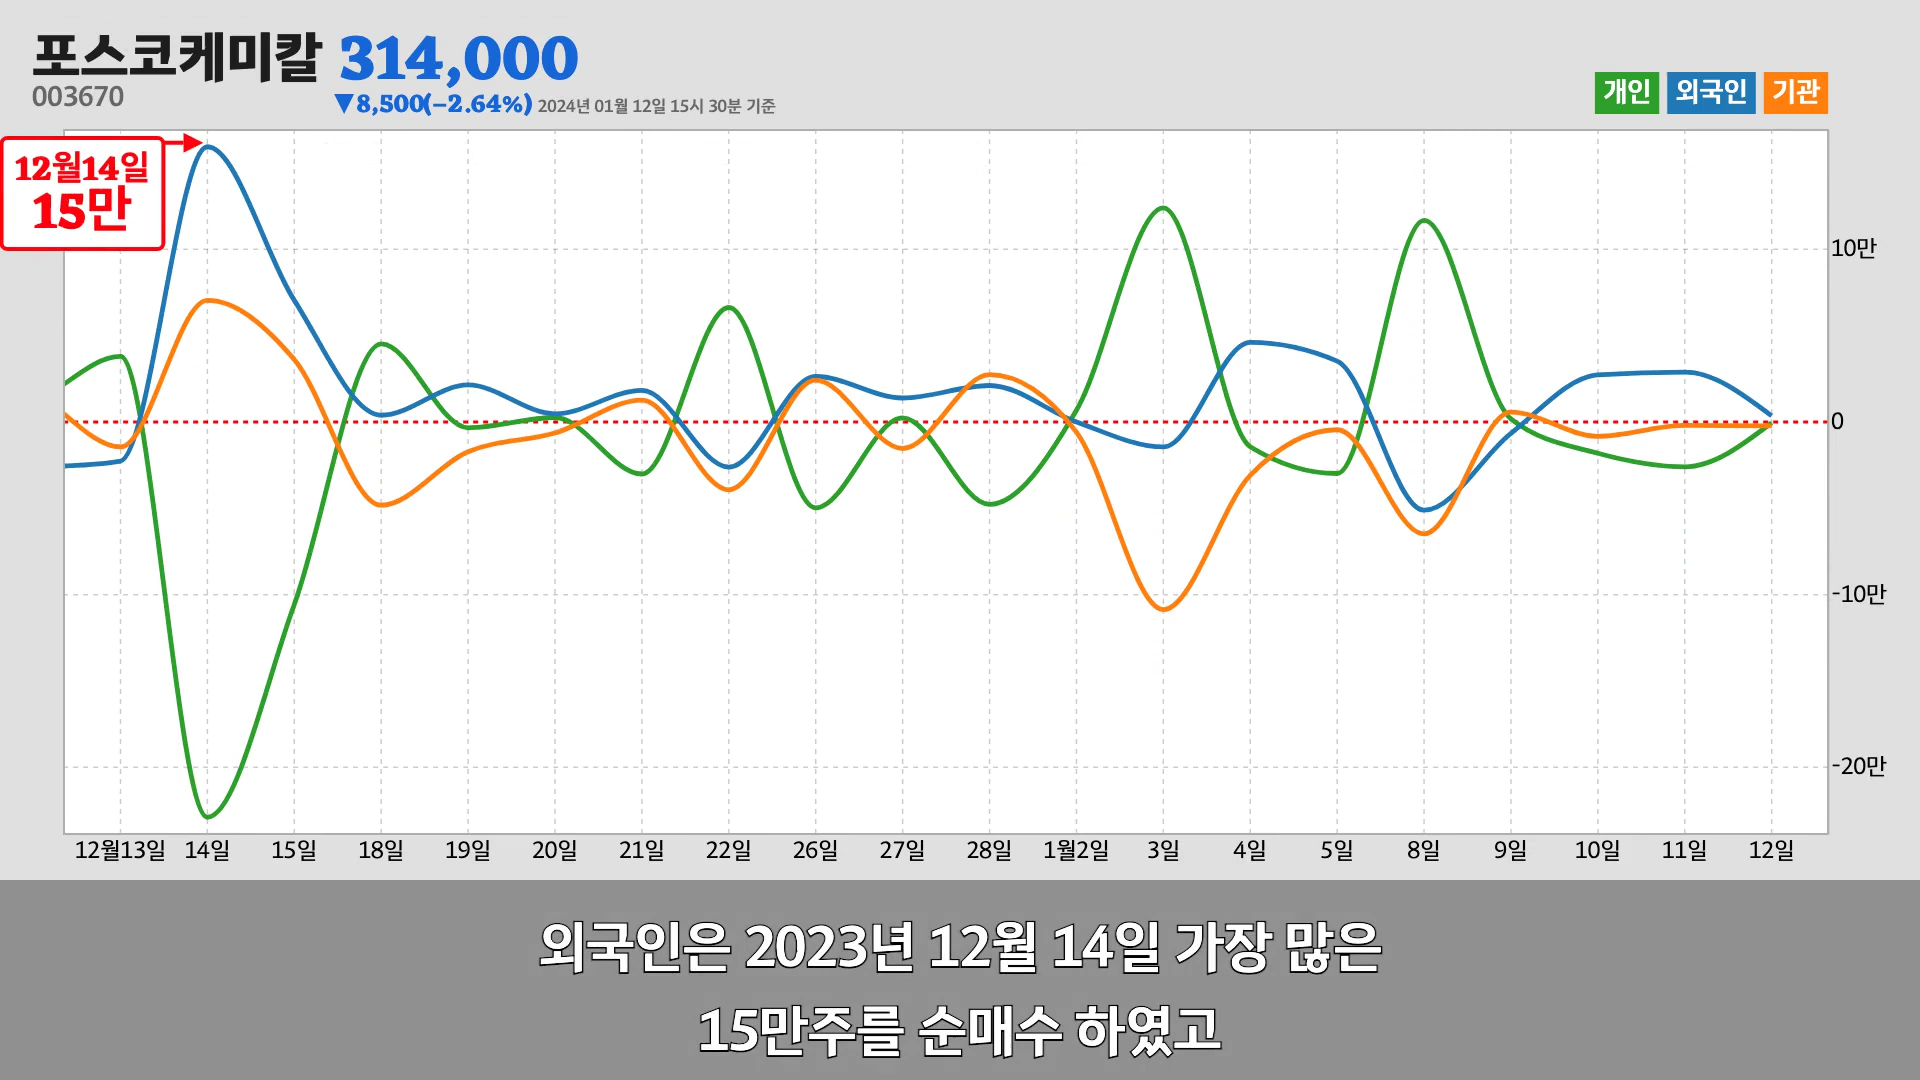 포스코케미칼 314,000
003670
▼8,500(−2.64%) 2024년 01월 12일 15시 30분 기준
개인 외국인 기관
12월14일
15만
10만
0
-10만
-20만
12월13일 14일 15일 18일 19일 20일 21일 22일 26일 27일 28일 1월2일 3일 4일 5일 8일 9일 10일 11일 12일
외국인은 2023년 12월 14일 가장 많은
15만주를 순매수 하였고